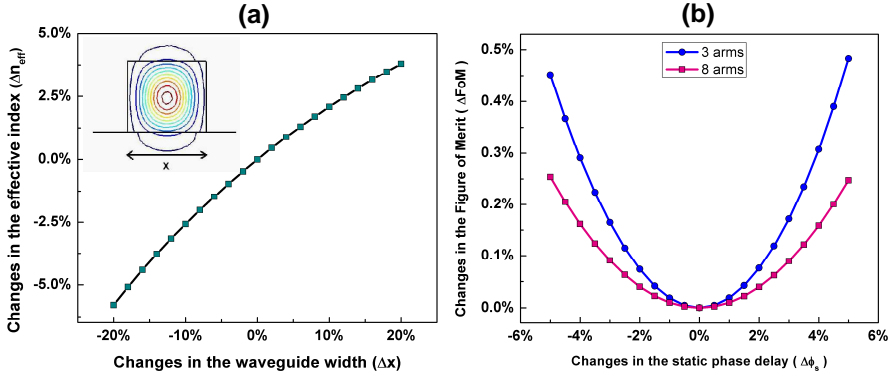 (a)
5.0%
2.5%
0.0%
-2.5%
-5.0%
-20%
-10%
0%
10%
20%
Changes in the effective index (Δn_eff)
Changes in the waveguide width (Δx)
x
(b)
0.5%
0.4%
0.3%
0.2%
0.1%
0.0%
-6%
-4%
-2%
0%
2%
4%
6%
Changes in the Figure of Merit (ΔFoM)
Changes in the static phase delay (Δϕ_s)
3 arms
8 arms